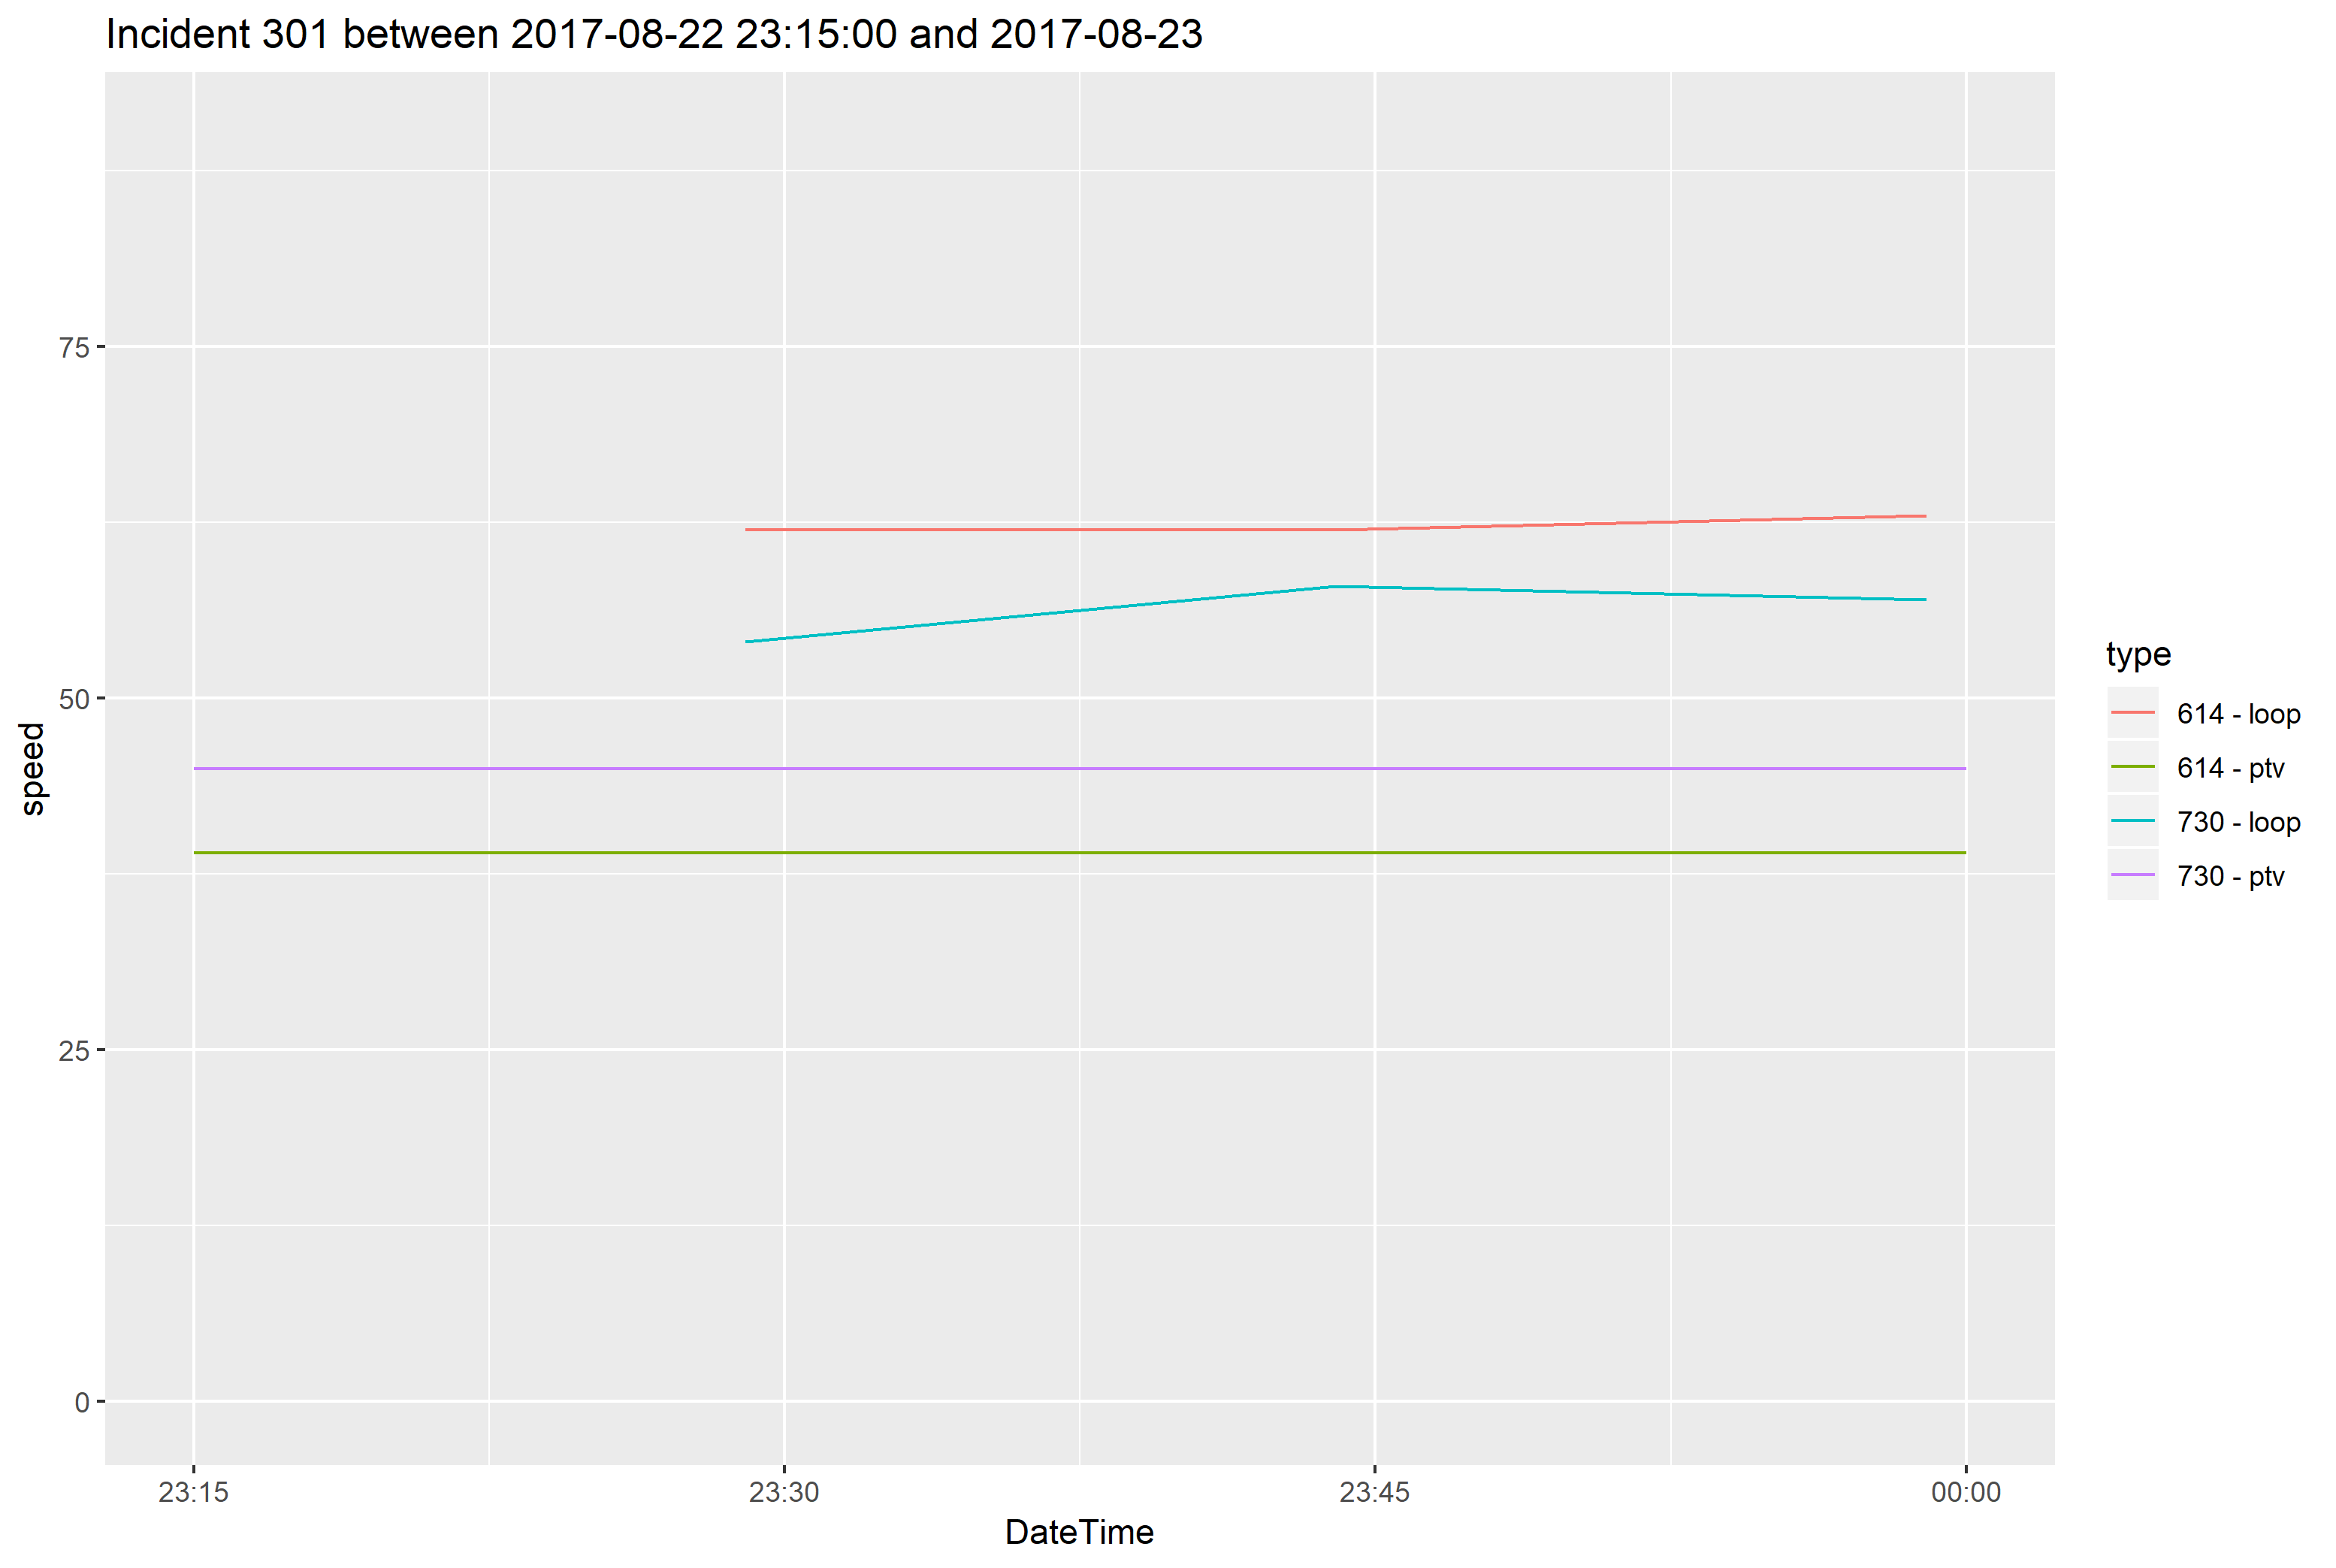 Incident 301 between 2017-08-22 23:15:00 and 2017-08-23
75
50
25
0
speed
23:15
23:30
23:45
00:00
DateTime
type
614 - loop
614 - ptv
730 - loop
730 - ptv